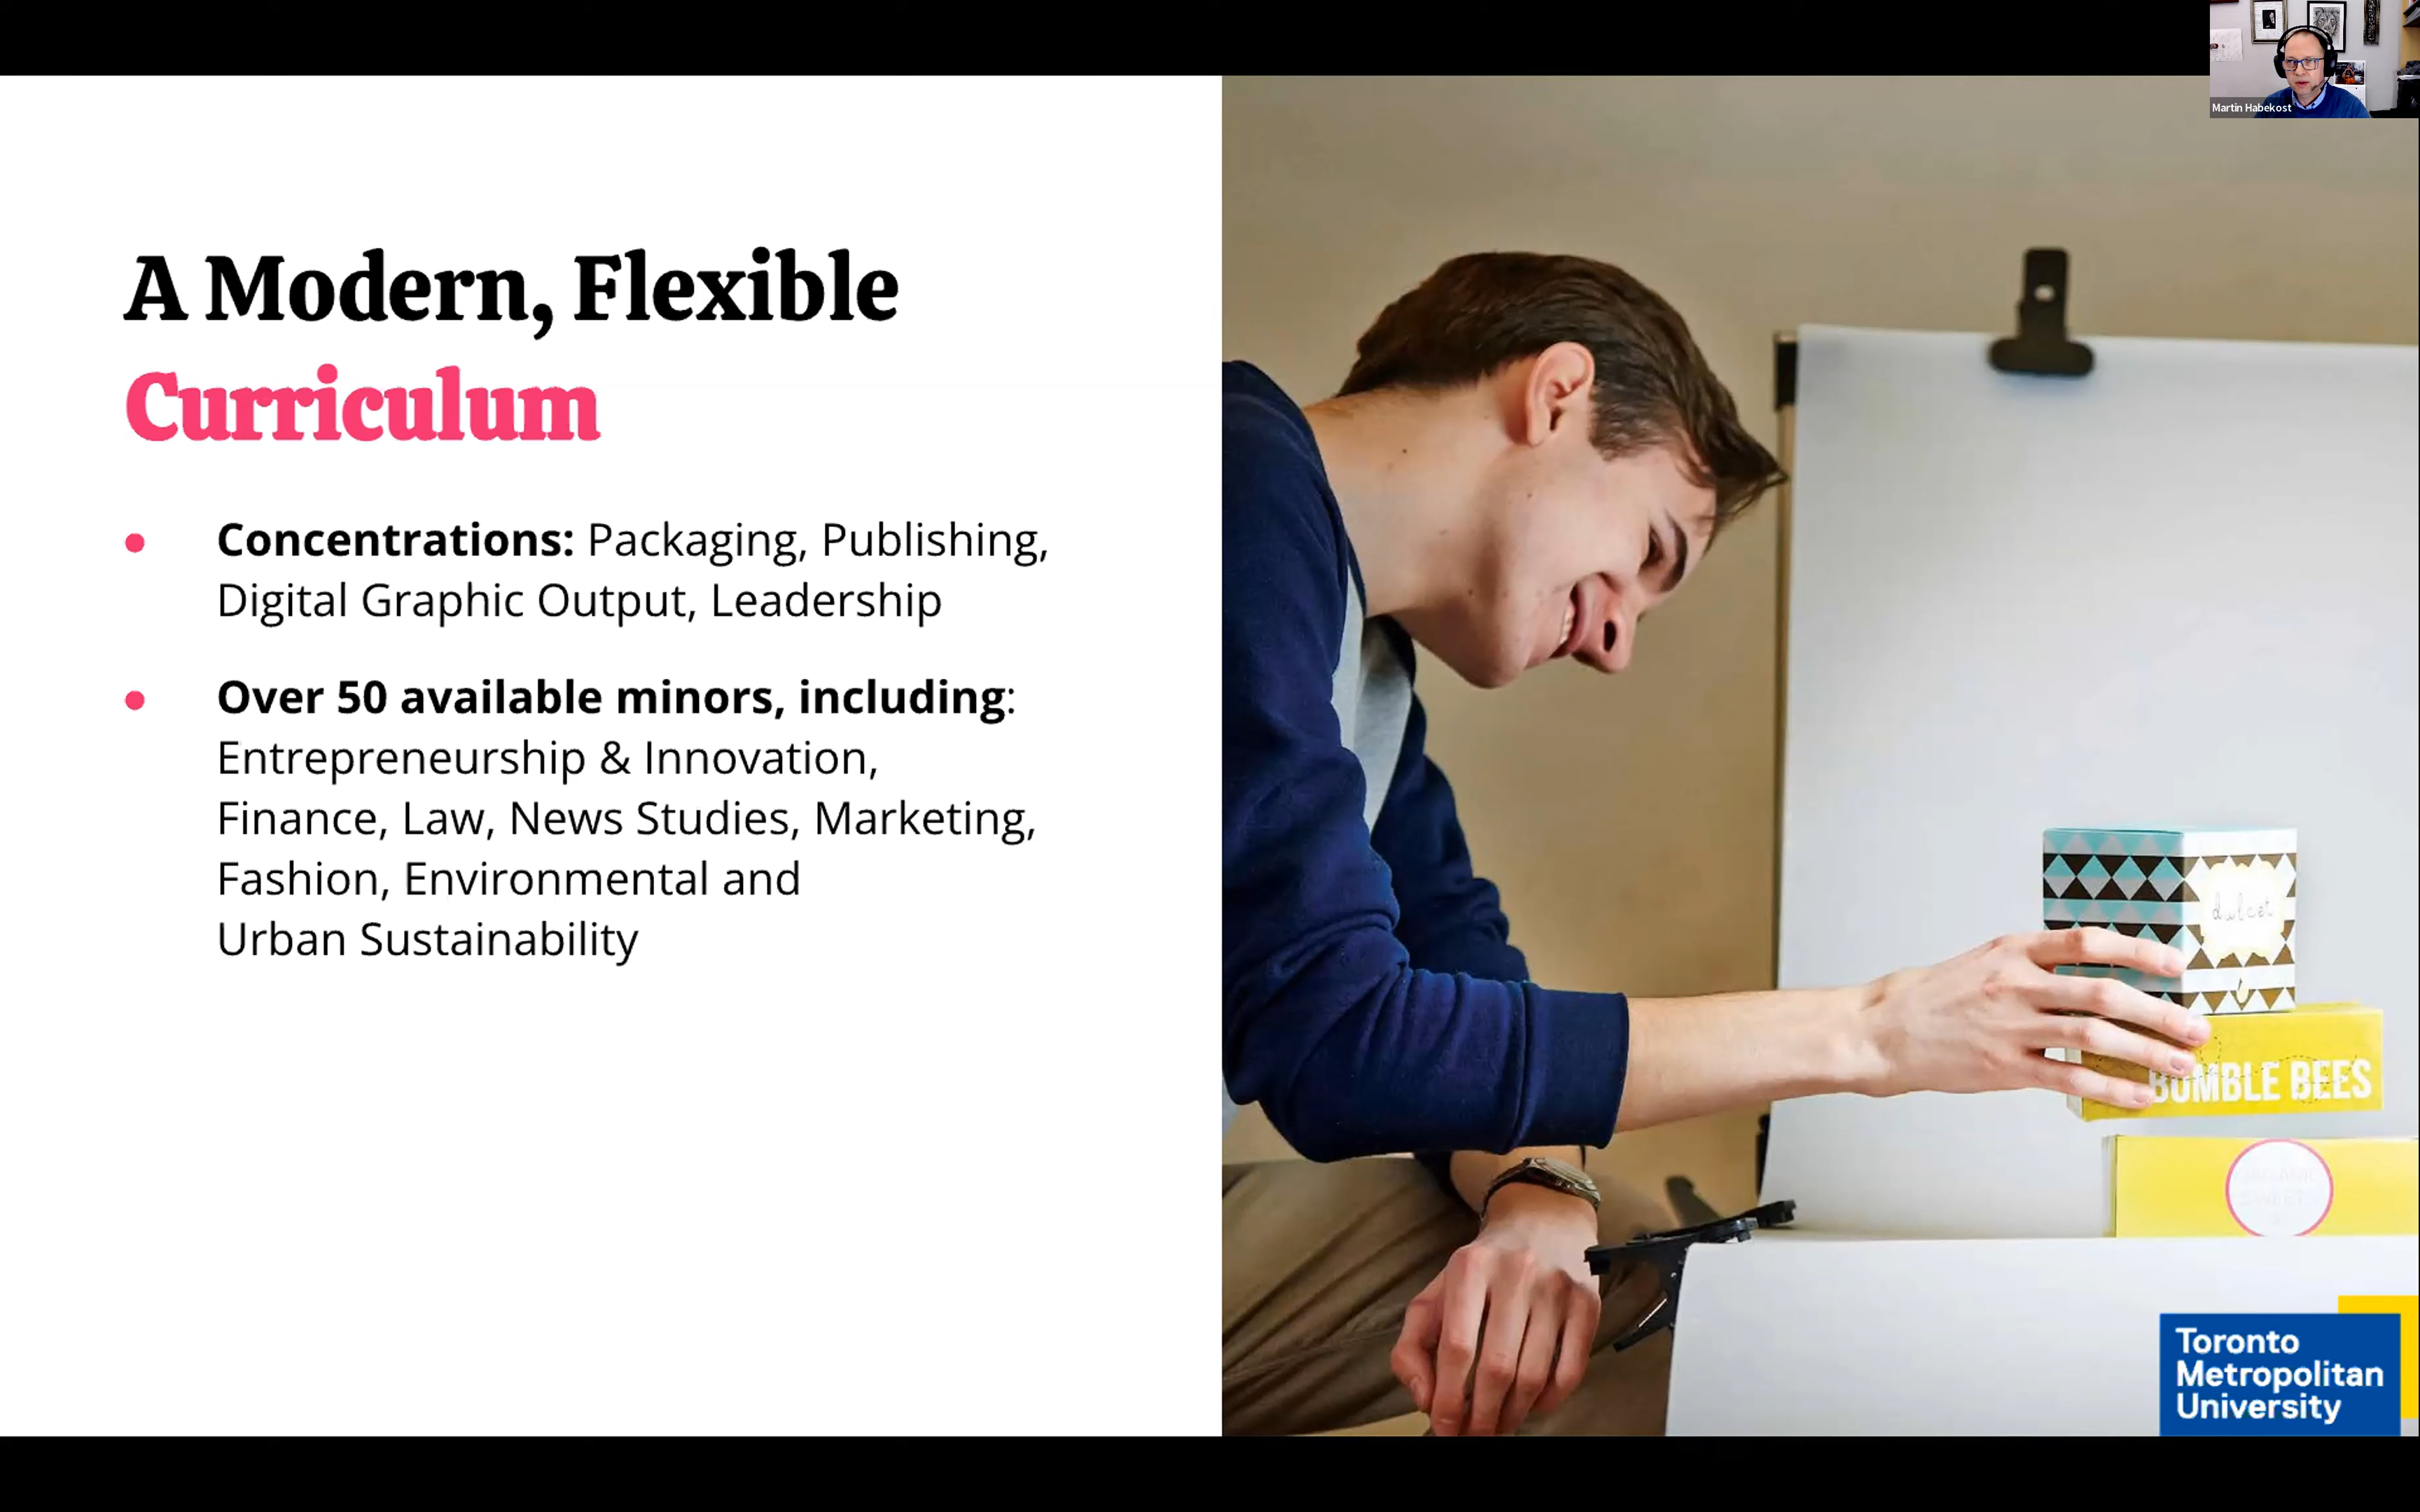 Martin Habekost
A Modern, Flexible
Curriculum
• Concentrations: Packaging, Publishing,
Digital Graphic Output, Leadership
• Over 50 available minors, including:
Entrepreneurship & Innovation,
Finance, Law, News Studies, Marketing,
Fashion, Environmental and
Urban Sustainability
dulcet
BUMBLE BEES
Toronto
Metropolitan
University